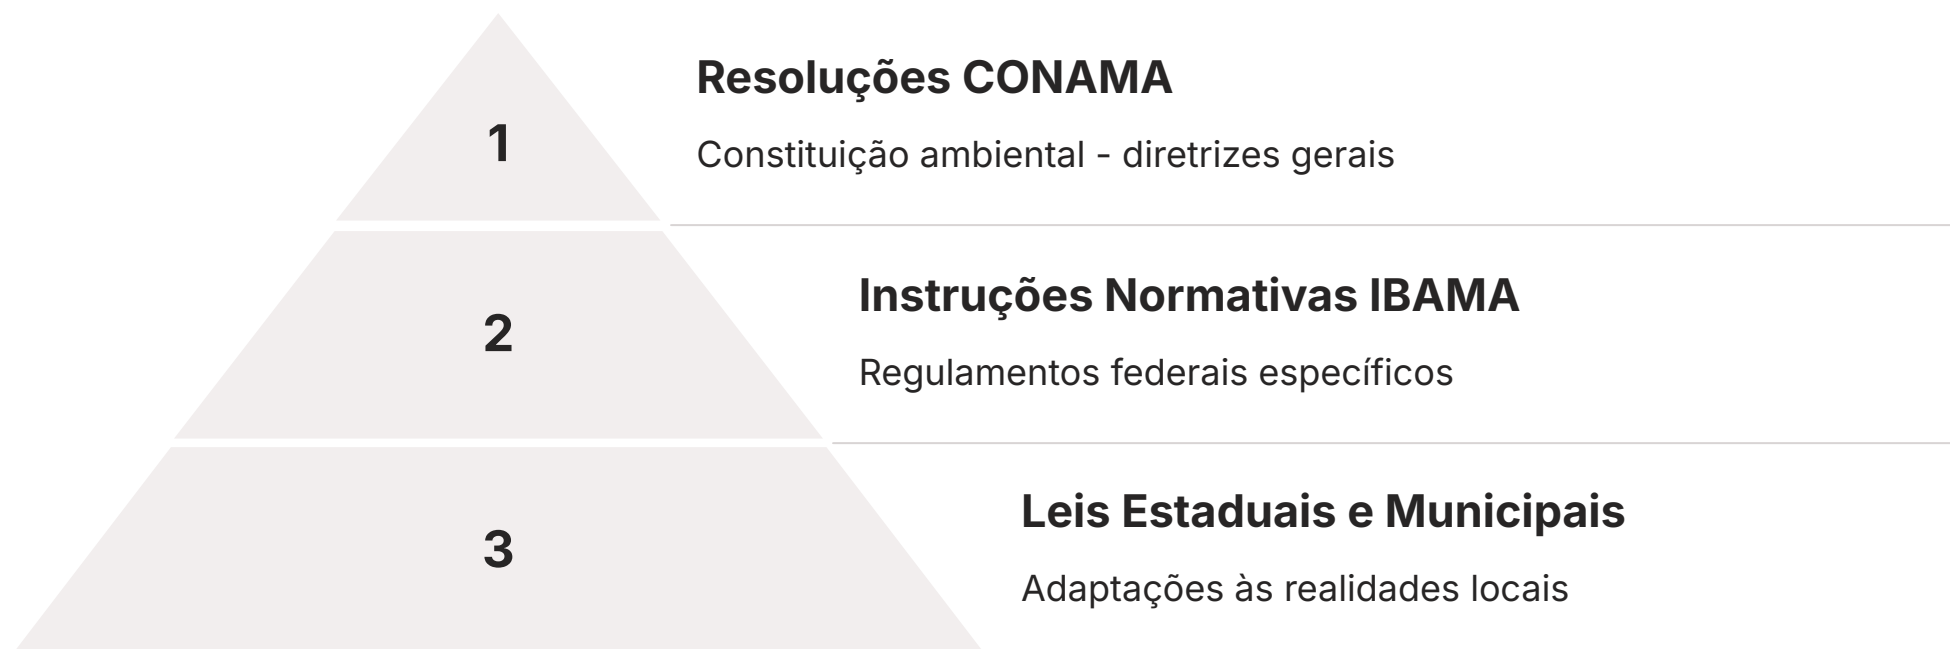 1
Resoluções CONAMA
Constituição ambiental - diretrizes gerais
2
Instruções Normativas IBAMA
Regulamentos federais específicos
3
Leis Estaduais e Municipais
Adaptações às realidades locais